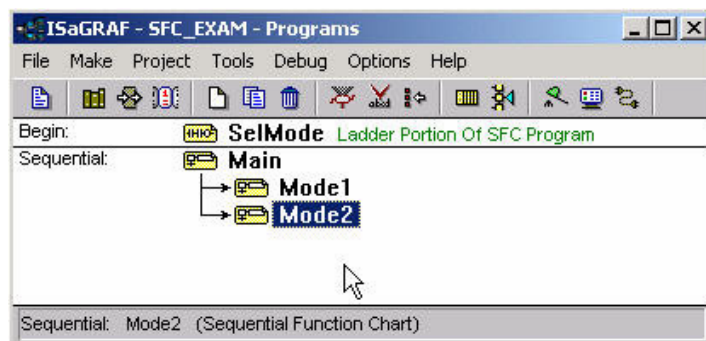 ISaGRAF - SFC_EXAM - Programs
File Make Project Tools Debug Options Help
Begin: SelMode Ladder Portion Of SFC Program
Sequential: Main
Mode1
Mode2
Sequential: Mode2 (Sequential Function Chart)